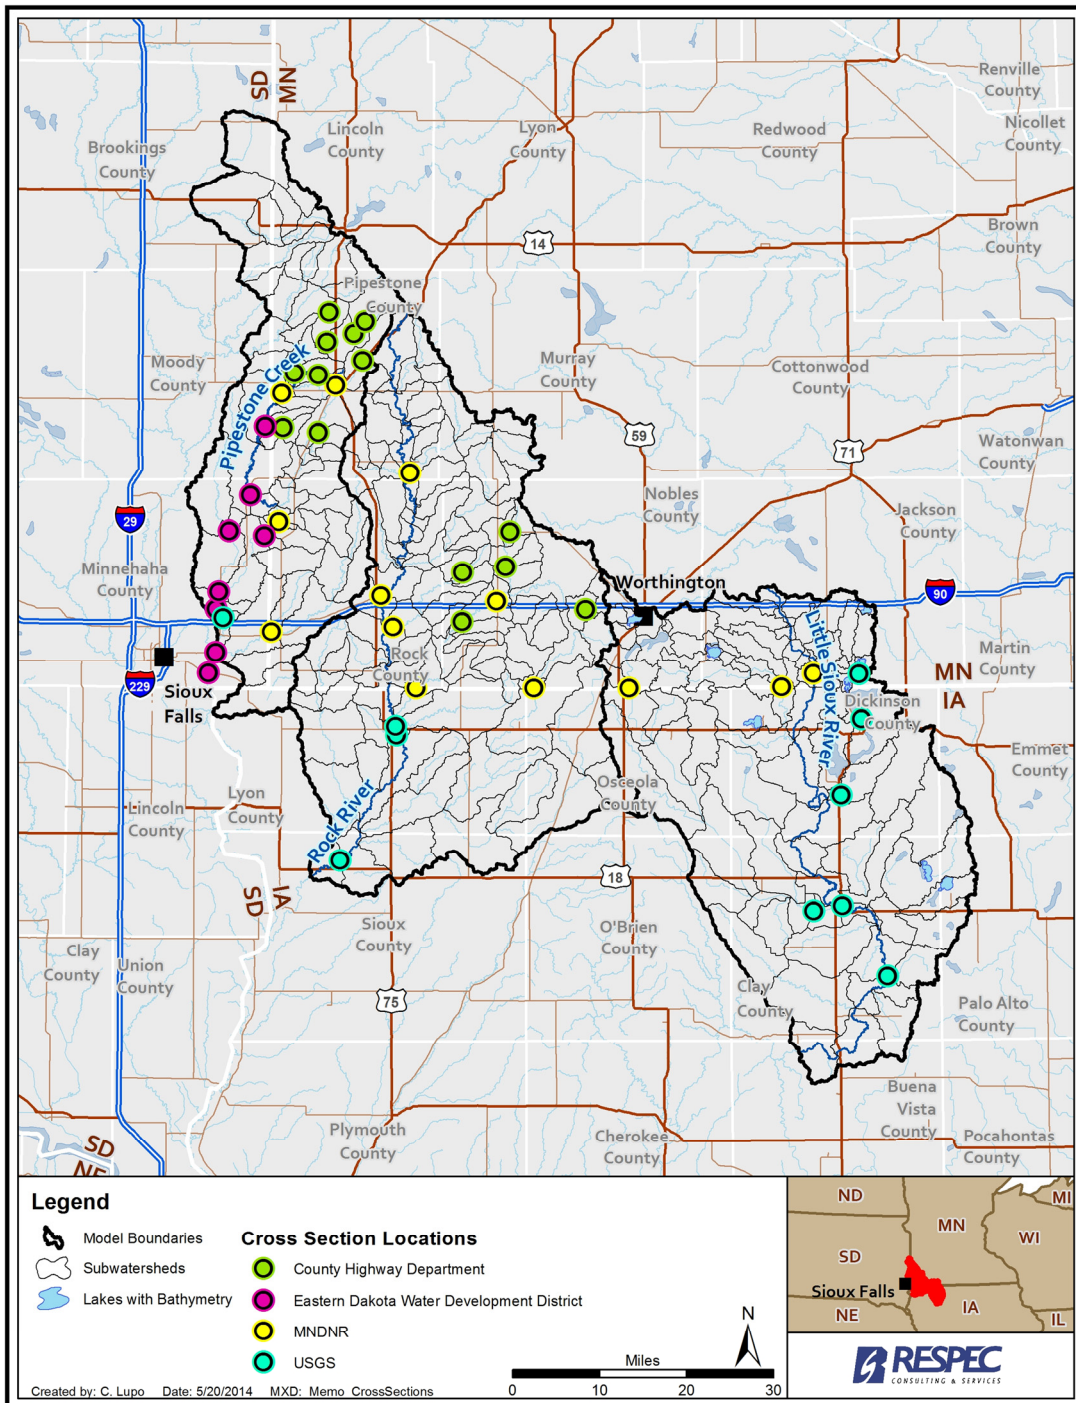 SD
MN
Renville
County
Brookings
County
Lincoln
County
Lyon
County
Redwood
County
Nicollet
County
Brown
County
14
Pipestone
County
Moody
County
Pipestone Creek
Murray
County
Cottonwood
County
59
71
Watonwan
County
Nobles
County
Jackson
County
29
Minnehaha
County
Worthington
90
Little Sioux River
Rock
County
Martin
County
MN
IA
229
Sioux
Falls
Dickinson
County
Emmet
County
Osceola
County
Lincoln
County
Lyon
County
Rock River
18
SD
IA
Sioux
County
O'Brien
County
Clay
County
Union
County
75
Clay
County
Palo Alto
County
Buena
Vista
County
Plymouth
County
Cherokee
County
Pocahontas
County
SD
NE
Legend
Model Boundaries
Subwatersheds
Lakes with Bathymetry
Cross Section Locations
County Highway Department
Eastern Dakota Water Development District
MNDNR
USGS
N
Miles
0 10 20 30
Created by: C. Lupo Date: 5/20/2014 MXD: Memo_CrossSections
ND
MN
MI
WI
SD
Sioux Falls
NE
IA
IL
RESPEC
CONSULTING & SERVICES